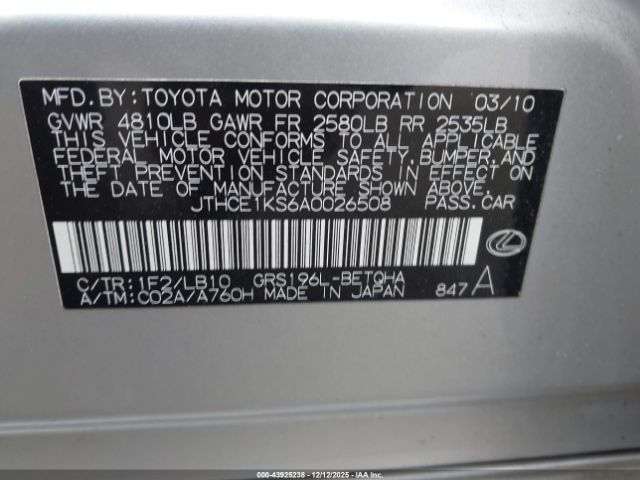 MFD. BY: TOYOTA MOTOR CORPORATION 03/10
GVWR 4810LB GAWR FR 2580LB RR 2535LB
THIS VEHICLE CONFORMS TO ALL APPLICABLE
FEDERAL MOTOR VEHICLE SAFETY, BUMPER, AND
THEFT PREVENTION STANDARDS IN EFFECT ON
THE DATE OF MANUFACTURE SHOWN ABOVE.
JTHCE1KS6A0026508 PASS.CAR
C/TR: 1F2/LB10 GRS196L-BETQHA
A/TM: C02A/A760H MADE IN JAPAN 847 A
000-43925238 - 12/12/2025 - IAAI.COM